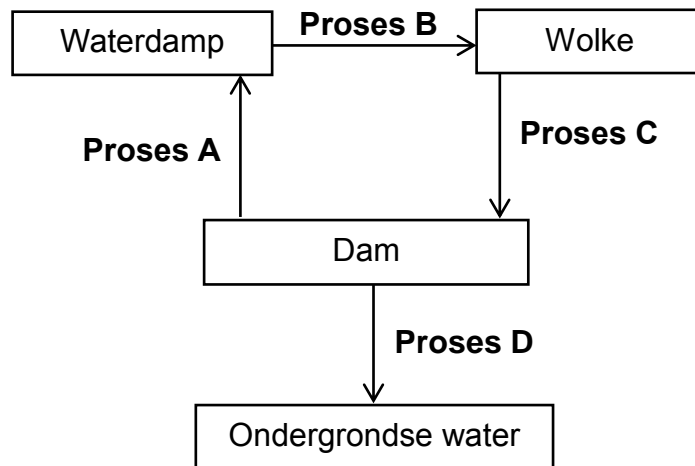 Waterdamp
Proses B
Wolke
Proses A
Proses C
Dam
Proses D
Ondergrondse water